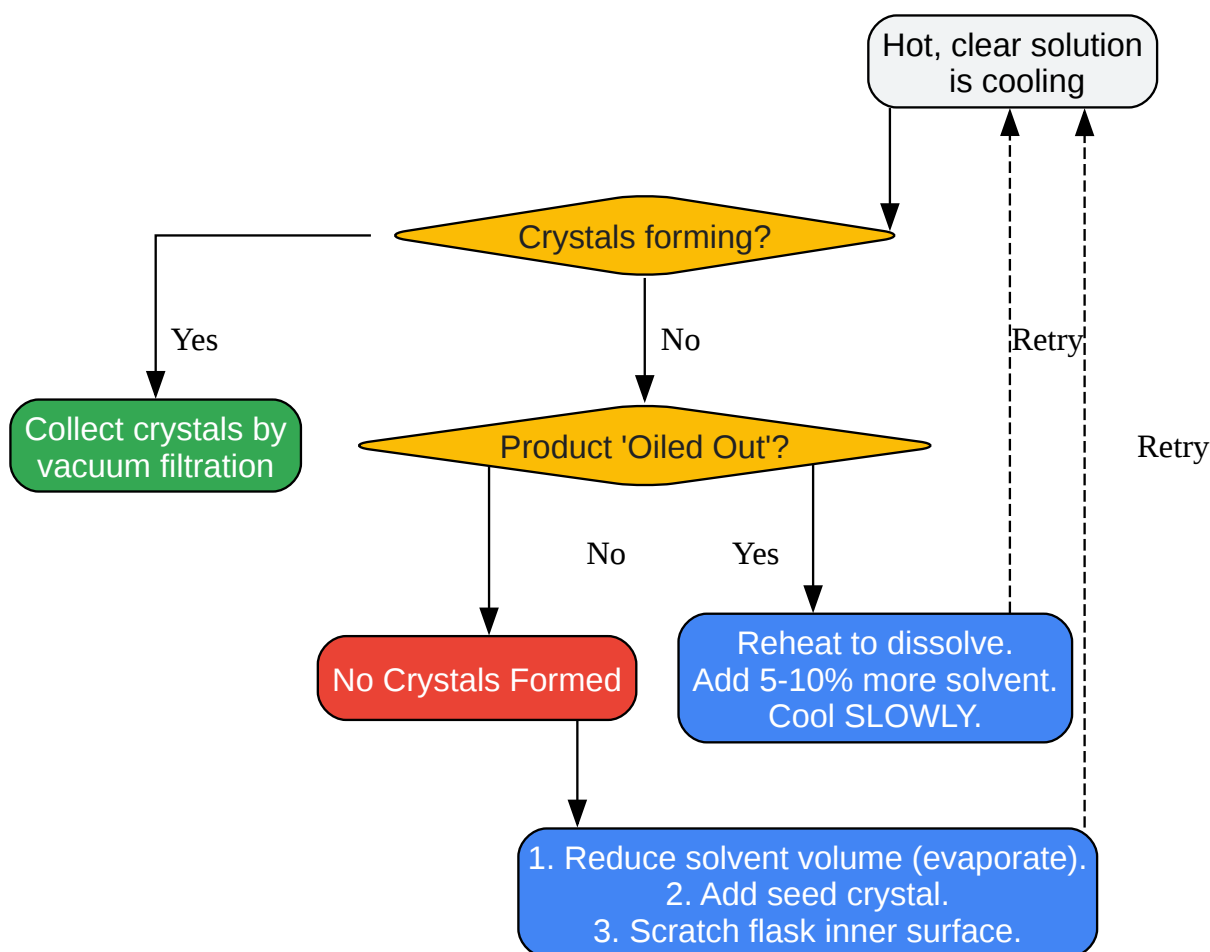 Hot, clear solution
is cooling
Crystals forming?
Yes
No
Retry
Collect crystals by
vacuum filtration
Product 'Oiled Out'?
Retry
No
Yes
No Crystals Formed
Reheat to dissolve.
Add 5-10% more solvent.
Cool SLOWLY.
1. Reduce solvent volume (evaporate).
2. Add seed crystal.
3. Scratch flask inner surface.